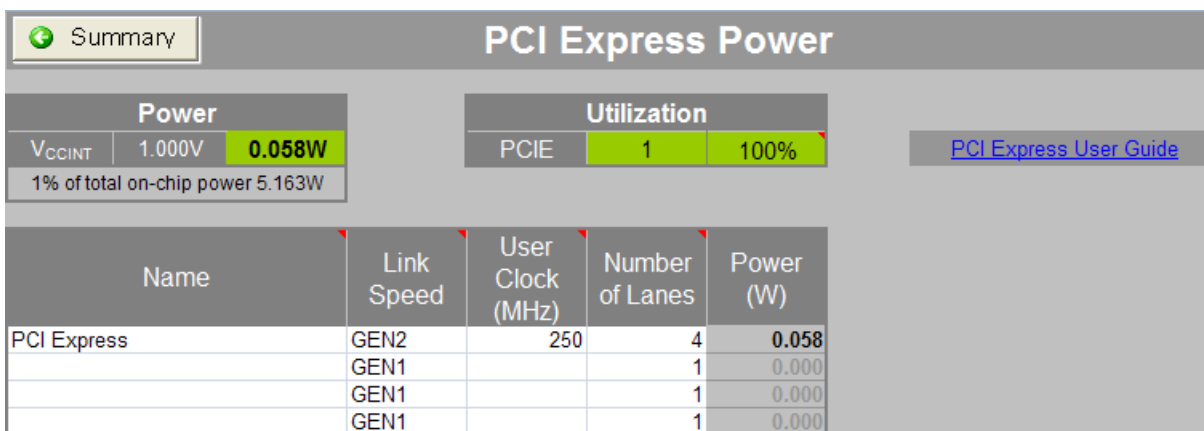 Summary
PCI Express Power
Power
VCCINT 1.000V 0.058W
1% of total on-chip power 5.163W
Utilization
PCIE 1 100%
PCI Express User Guide
Name Link Speed User Clock (MHz) Number of Lanes Power (W)
PCI Express GEN2 250 4 0.058
GEN1 1 0.000
GEN1 1 0.000
GEN1 1 0.000